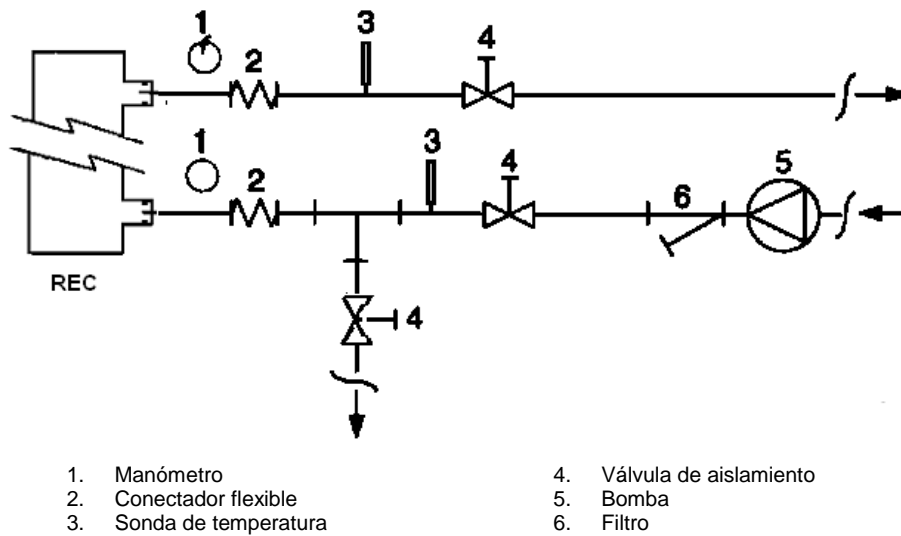 1
2
3
4
1
2
3
4
6
5
REC
4
1. Manómetro
2. Conectador flexible
3. Sonda de temperatura
4. Válvula de aislamiento
5. Bomba
6. Filtro